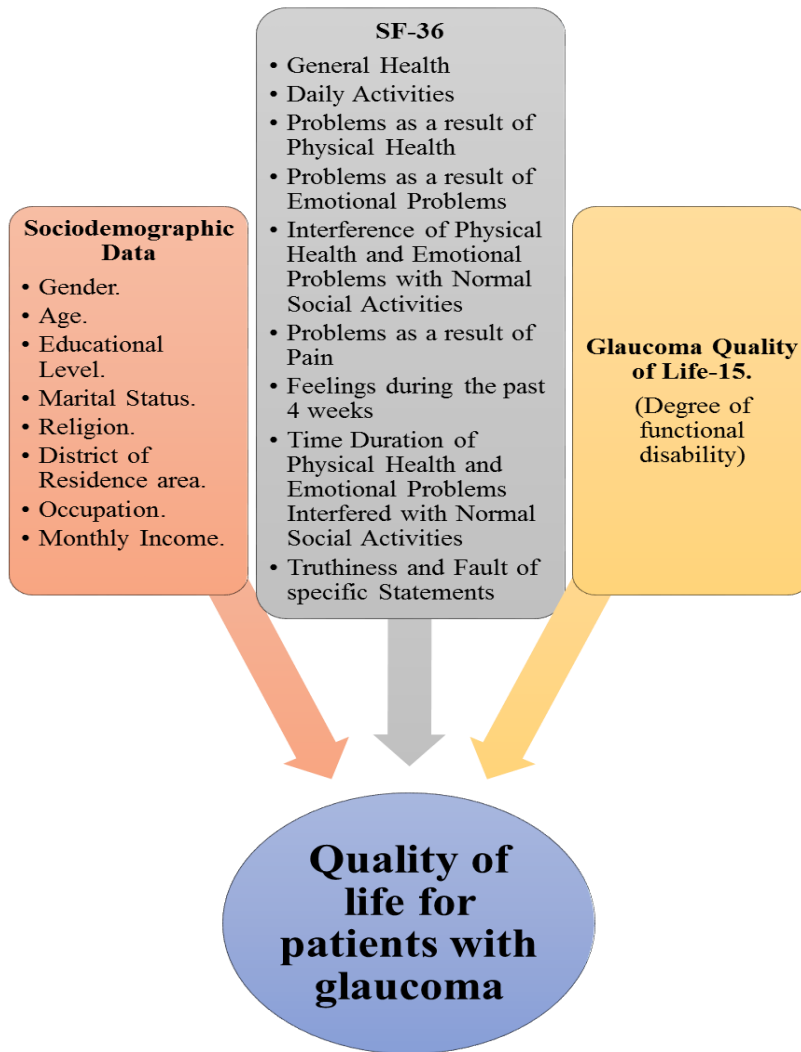 SF-36
• General Health
• Daily Activities
• Problems as a result of
Physical Health
• Problems as a result of
Emotional Problems
• Interference of Physical
Health and Emotional
Problems with Normal
Social Activities
• Problems as a result of
Pain
• Feelings during the past
4 weeks
• Time Duration of
Physical Health and
Emotional Problems
Interfered with Normal
Social Activities
• Truthiness and Fault of
specific Statements
Sociodemographic
Data
• Gender.
• Age.
• Educational
Level.
• Marital Status.
• Religion.
• District of
Residence area.
• Occupation.
• Monthly Income.
Glaucoma Quality
of Life-15.
(Degree of
functional
disability)
Quality of
life for
patients with
glaucoma